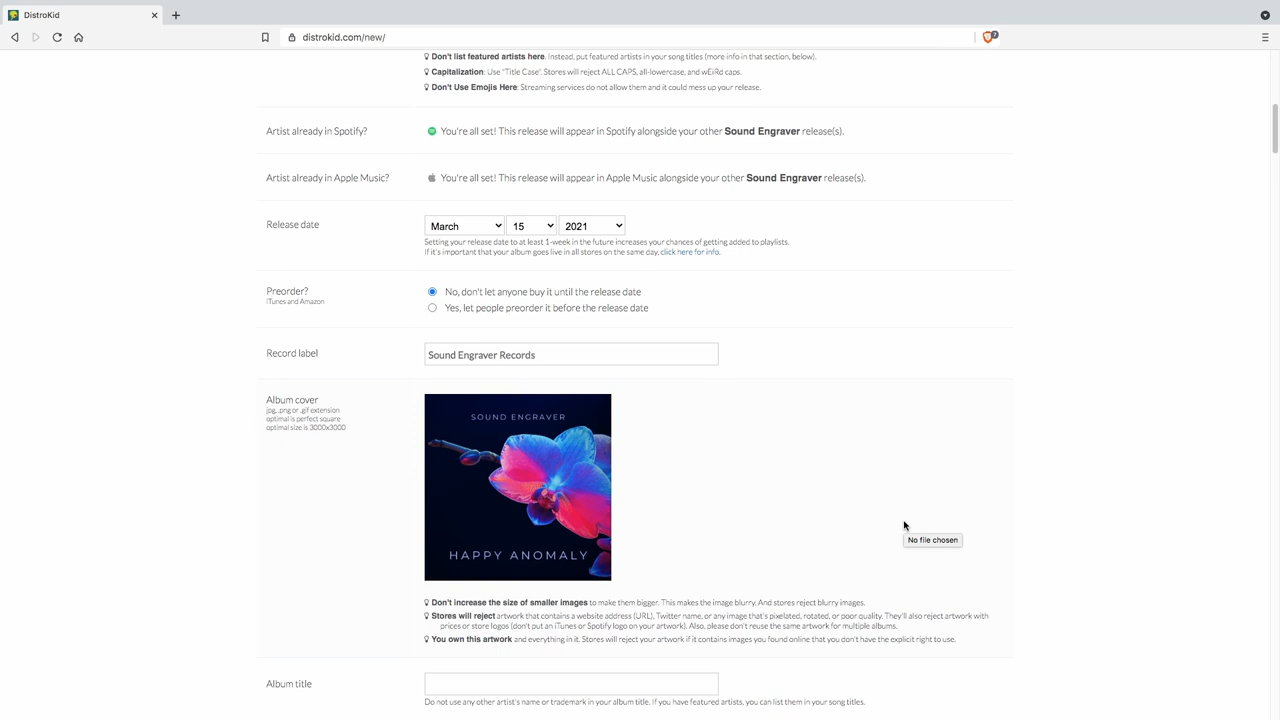 DistroKid
distrokid.com/new/
7
Don't list featured artists here. Instead, put featured artists in your song titles (more info in that section, below).
Capitalization: Use "Title Case". Stores will reject ALL CAPS, all-lowercase, and wEiRd caps.
Don't Use Emojis Here: Streaming services do not allow them and it could mess up your release.
Artist already in Spotify?
You're all set! This release will appear in Spotify alongside your other Sound Engraver release(s).
Artist already in Apple Music?
You're all set! This release will appear in Apple Music alongside your other Sound Engraver release(s).
Release date
March 15 2021
Setting your release date to at least 1-week in the future increases your chances of getting added to playlists.
If it's important that your album goes live in all stores on the same day, click here for info.
Preorder?
iTunes and Amazon
No, don't let anyone buy it until the release date
Yes, let people preorder it before the release date
Record label
Sound Engraver Records
Album cover
jpg, .png or .gif extension
optimal is perfect square
optimal size is 3000x3000
SOUND ENGRAVER
HAPPY ANOMALY
No file chosen
Don't increase the size of smaller images to make them bigger. This makes the image blurry. And stores reject blurry images.
Stores will reject artwork that contains a website address (URL), Twitter name, or any image that's pixelated, rotated, or poor quality. They'll also reject artwork with
prices or store logos (don't put an iTunes or Spotify logo on your artwork). Also, please don't reuse the same artwork for multiple albums.
You own this artwork and everything in it. Stores will reject your artwork if it contains images you found online that you don't have the explicit right to use.
Album title
Do not use any other artist's name or trademark in your album title. If you have featured artists, you can list them in your song titles.